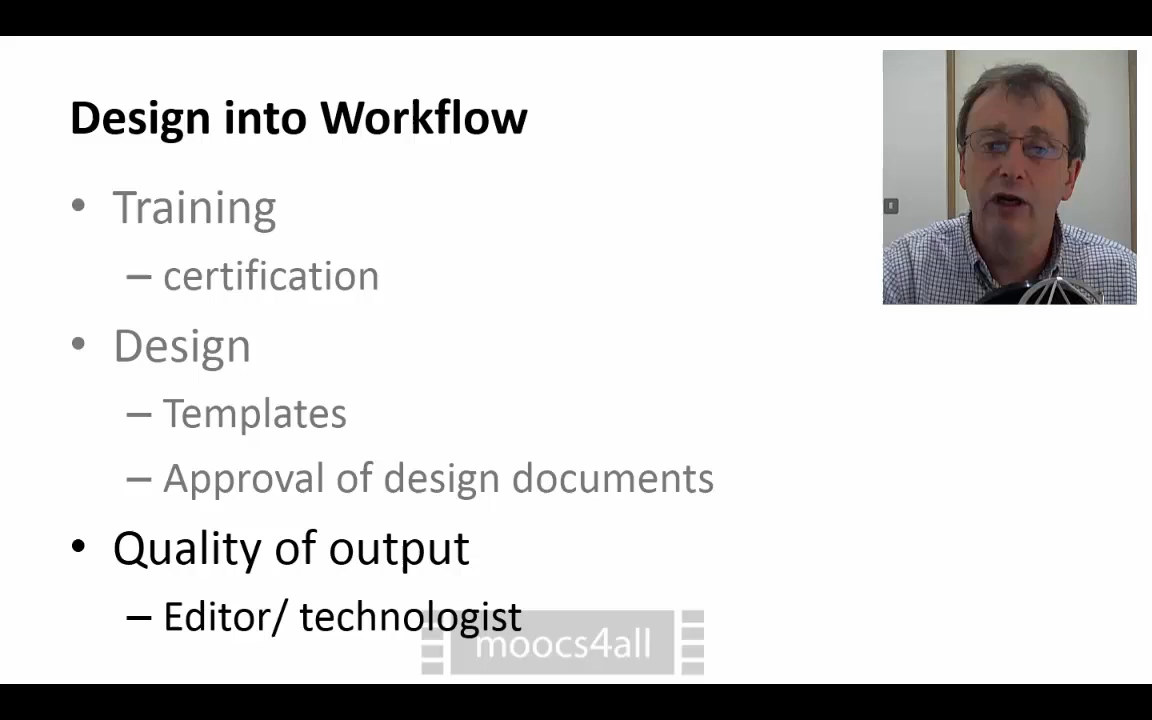 Design into Workflow
• Training
– certification
• Design
– Templates
– Approval of design documents
• Quality of output
– Editor/ technologist
moocs4all